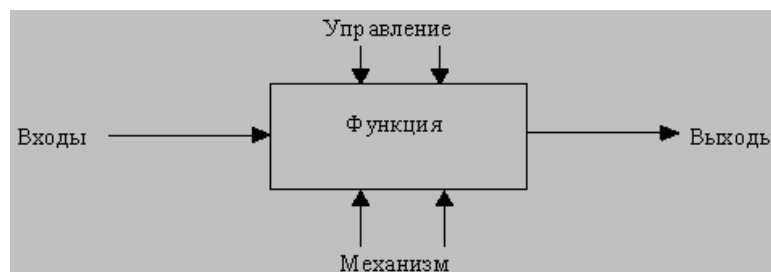 Управление
Функция
Входы
Выходы
Механизм